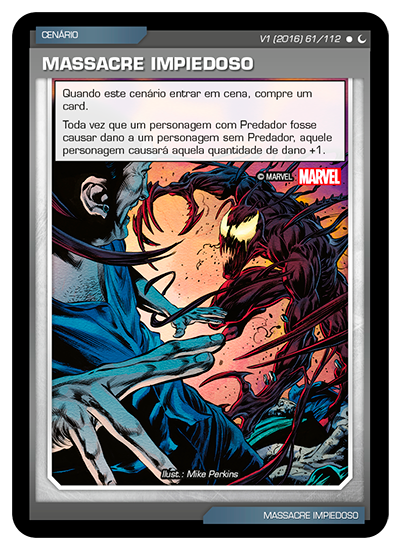 CENÁRIO
V1 (2016) 61/112
MASSACRE IMPIEDOSO
Quando este cenário entrar em cena, compre um
card.
Toda vez que um personagem com Predador fosse
causar dano a um personagem sem Predador, aquele
personagem causará aquela quantidade de dano +1.
© MARVEL MARVEL
Ilust.: Mike Perkins
MASSACRE IMPIEDOSO